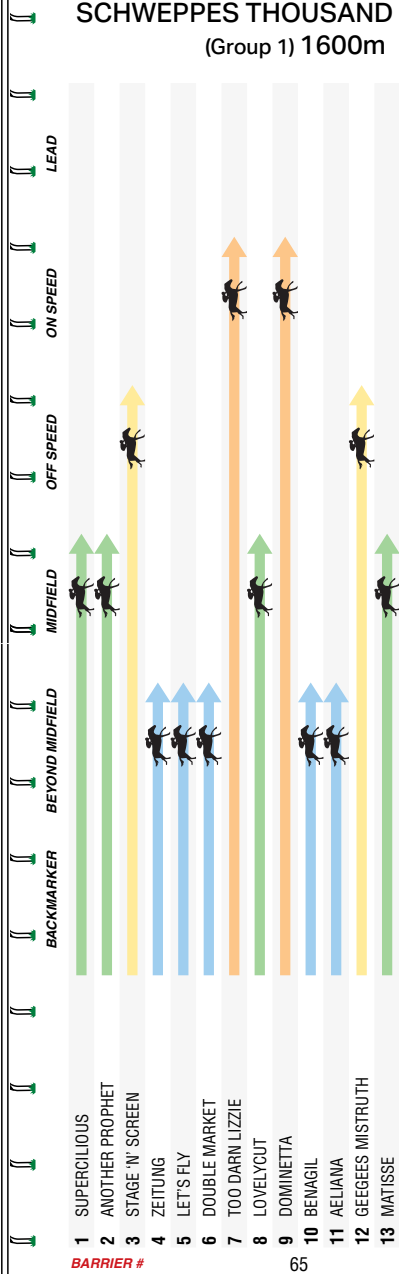 SCHWEPPES THOUSAND
(Group 1) 1600m
LEAD
ON SPEED
OFF SPEED
MIDFIELD
BEYOND MIDFIELD
BACKMARKER
1 SUPERCILIOUS
2 ANOTHER PROPHET
3 STAGE 'N' SCREEN
4 ZEITUNG
5 LET'S FLY
6 DOUBLE MARKET
7 TOO DARN LIZZIE
8 LOVELYCUT
9 DOMINETTA
10 BENAGIL
11 AELIANA
12 GEEGEES MISTRUTH
13 MATISSE
BARRIER #
65